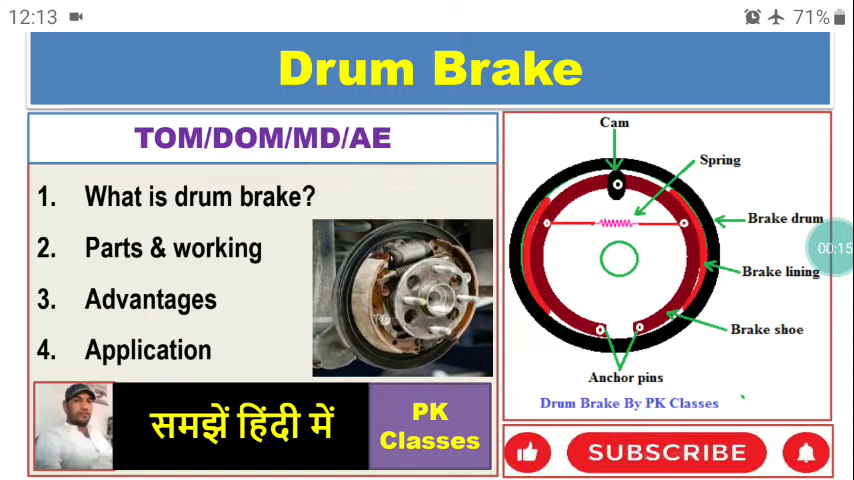 12:13
71%
Drum Brake
TOM/DOM/MD/AE
1. What is drum brake?
2. Parts & working
3. Advantages
4. Application
समझें हिंदी में
PK
Classes
Cam
Spring
Brake drum
00:15
Brake lining
Brake shoe
Anchor pins
Drum Brake By PK Classes
SUBSCRIBE